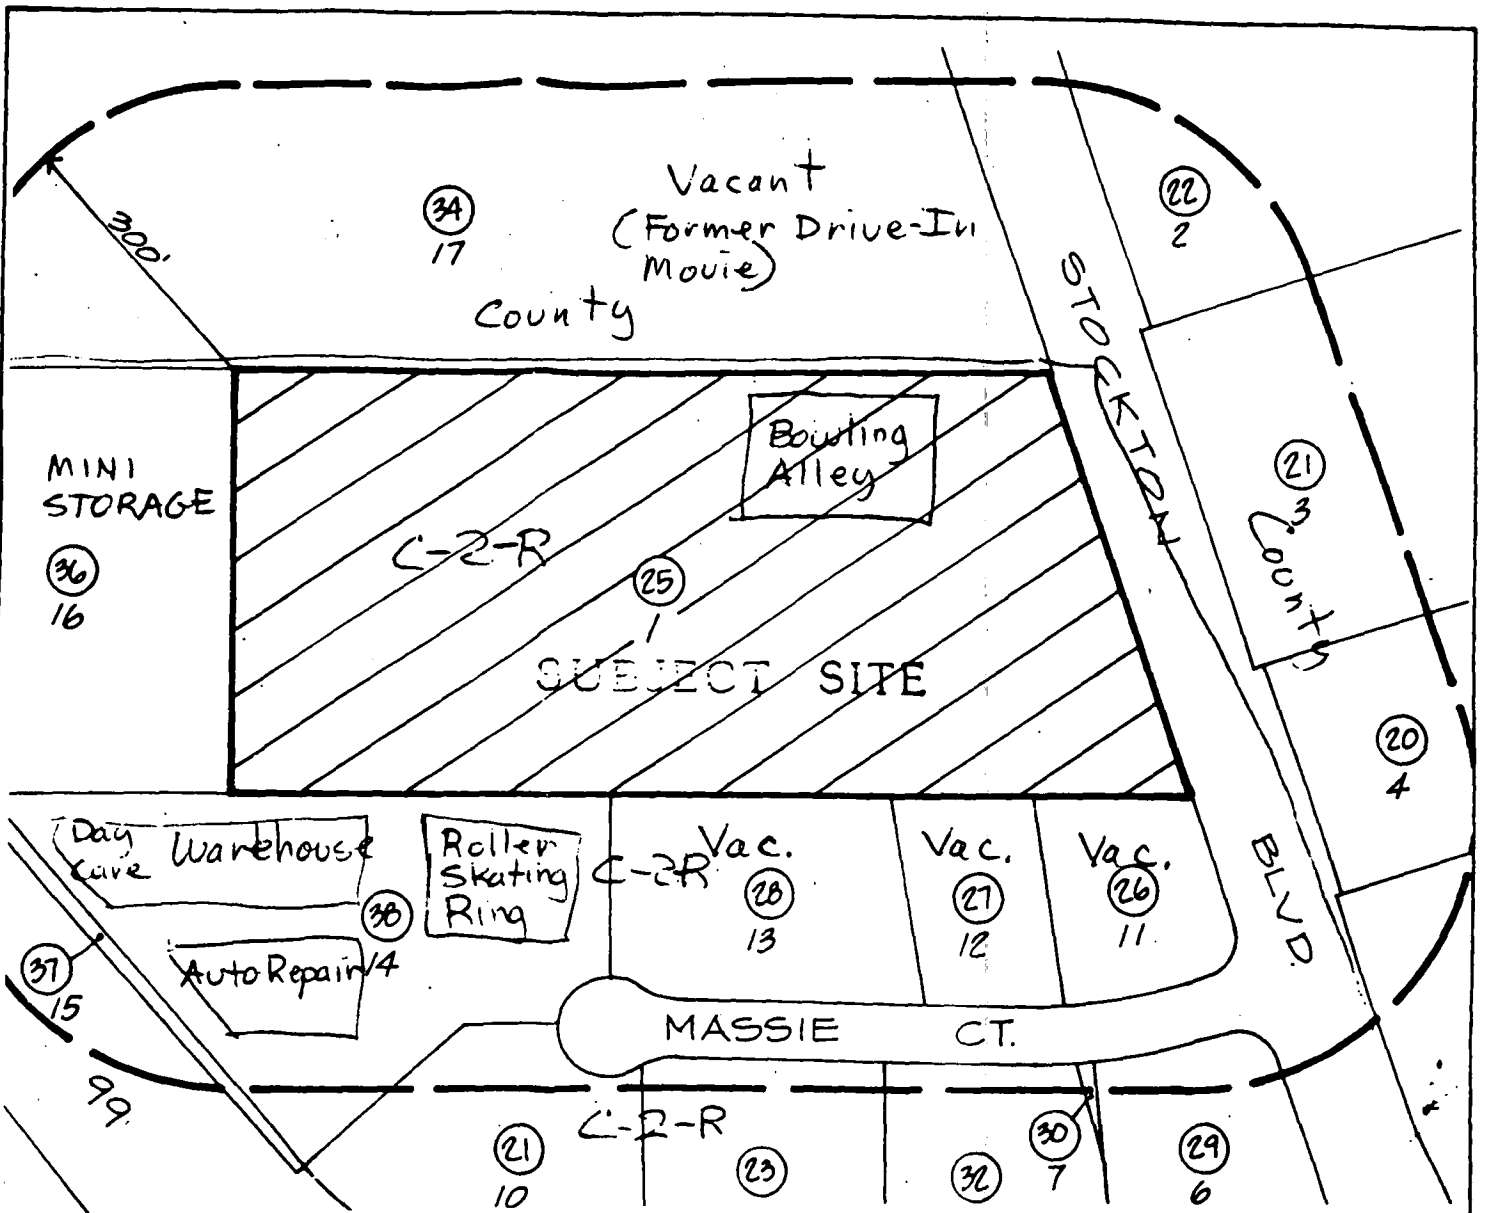 Vacant
(Former Drive-In
Movie)
34
17
County
300'
22
2
STOCKTON
BLVD.
MINI
STORAGE
36
16
Bowling
Alley
C-2-R
25
1
SUBJECT SITE
21
3
County
20
4
Day
Care
Warehouse
Roller
Skating
Ring
C-2R
Vac.
28
13
Vac.
27
12
Vac.
26
11
38
14
Auto Repair
37
15
MASSIE CT.
99
C-2-R
21
10
23
32
30
7
29
6